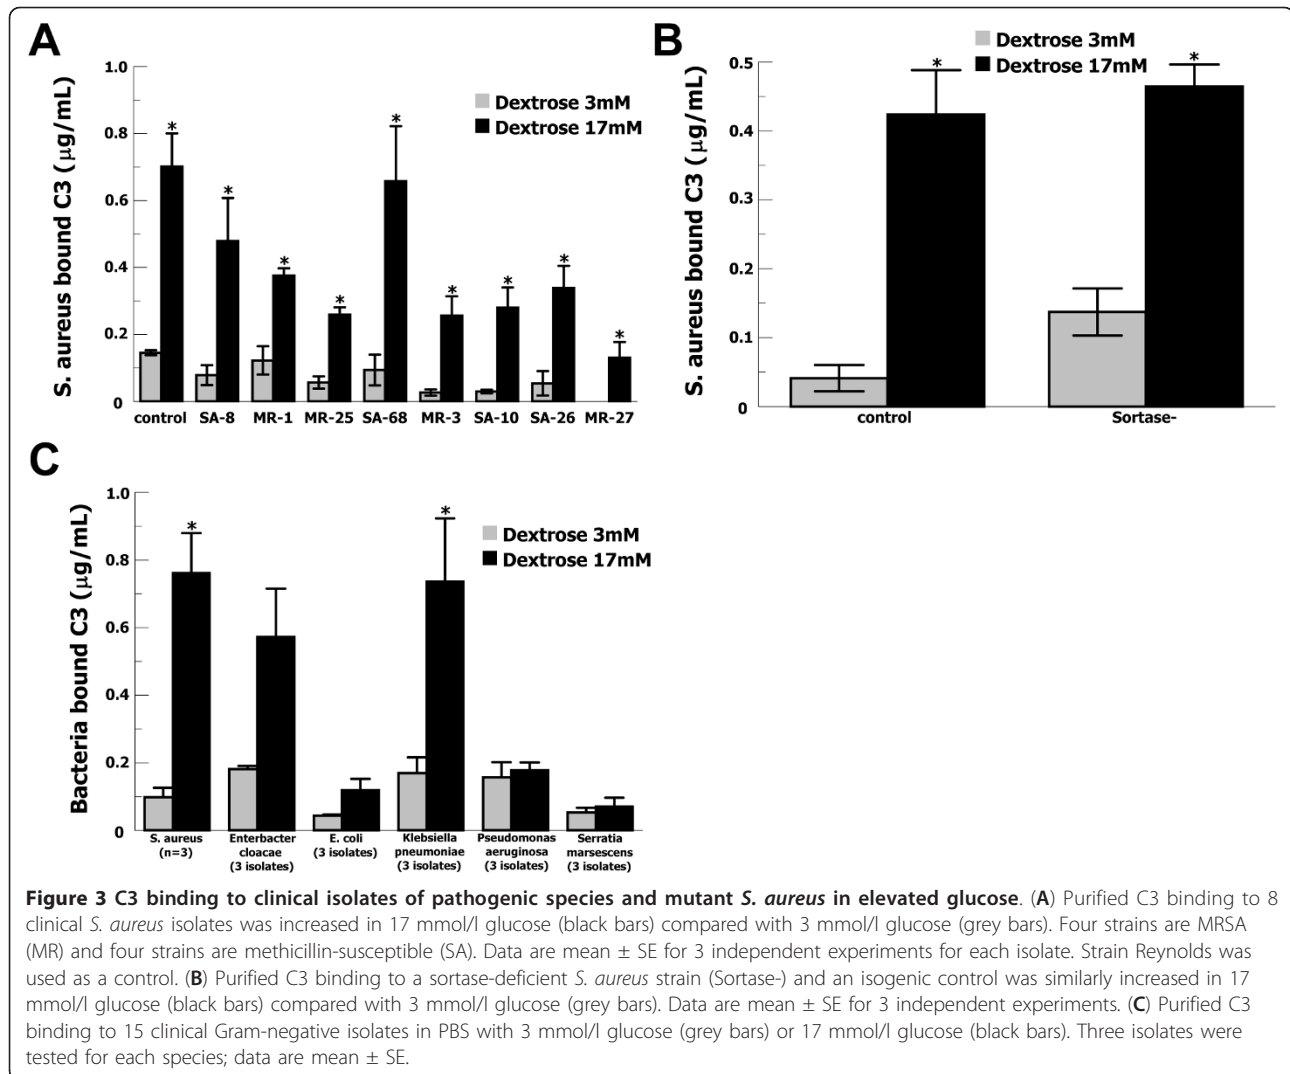 A
S. aureus bound C3 (μg/mL)
1.0
0.8
0.6
0.4
0.2
0
Dextrose 3mM
Dextrose 17mM
* * * * * * * * *
control SA-8 MR-1 MR-25 SA-68 MR-3 SA-10 SA-26 MR-27
B
S. aureus bound C3 (μg/mL)
0.5
0.4
0.3
0.2
0.1
0
Dextrose 3mM
Dextrose 17mM
* *
control Sortase-
C
Bacteria bound C3 (μg/mL)
1.0
0.8
0.6
0.4
0.2
0
Dextrose 3mM
Dextrose 17mM
* *
S. aureus
(n=3)
Enterbacter
cloacae
(3 isolates)
E. coli
(3 isolates)
Klebsiella
pneumoniae
(3 isolates)
Pseudomonas
aeruginosa
(3 isolates)
Serratia
marsescens
(3 isolates)
Figure 3 C3 binding to clinical isolates of pathogenic species and mutant S. aureus in elevated glucose. (A) Purified C3 binding to 8
clinical S. aureus isolates was increased in 17 mmol/l glucose (black bars) compared with 3 mmol/l glucose (grey bars). Four strains are MRSA
(MR) and four strains are methicillin-susceptible (SA). Data are mean ± SE for 3 independent experiments for each isolate. Strain Reynolds was
used as a control. (B) Purified C3 binding to a sortase-deficient S. aureus strain (Sortase-) and an isogenic control was similarly increased in 17
mmol/l glucose (black bars) compared with 3 mmol/l glucose (grey bars). Data are mean ± SE for 3 independent experiments. (C) Purified C3
binding to 15 clinical Gram-negative isolates in PBS with 3 mmol/l glucose (grey bars) or 17 mmol/l glucose (black bars). Three isolates were
tested for each species; data are mean ± SE.